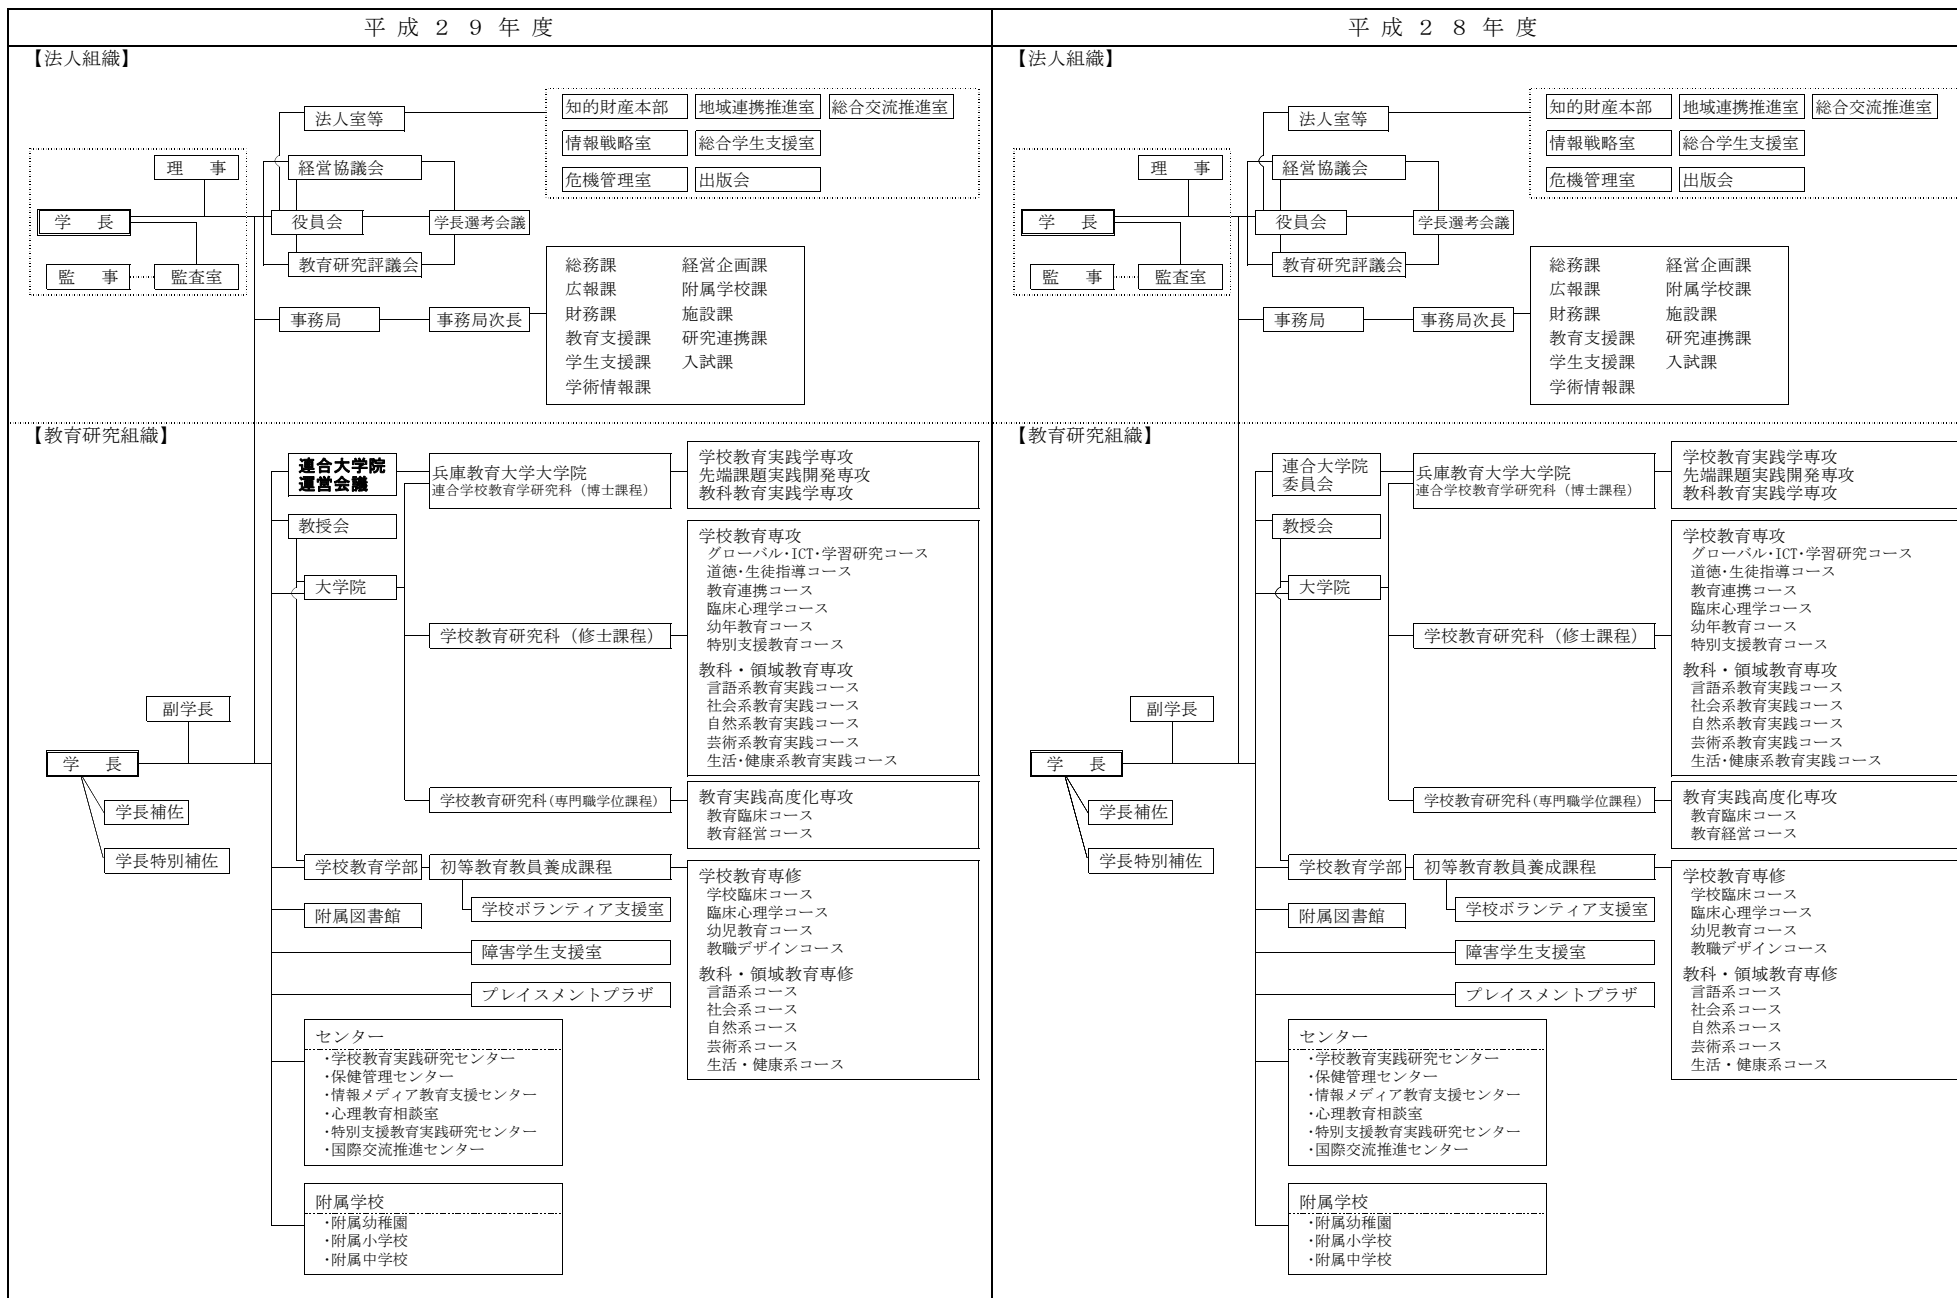 平成２９年度
【法人組織】
法人室等
知的財産本部 地域連携推進室 総合交流推進室
情報戦略室 総合学生支援室
危機管理室 出版会
理　事
経営協議会
学　長
役員会
学長選考会議
教育研究評議会
監　事
監査室
事務局
事務局次長
総務課 経営企画課
広報課 附属学校課
財務課 施設課
教育支援課 研究連携課
学生支援課 入試課
学術情報課
【教育研究組織】
連合大学院
運営会議
兵庫教育大学大学院
連合学校教育学研究科（博士課程）
学校教育実践学専攻
先端課題実践開発専攻
教科教育実践学専攻
教授会
大学院
学校教育研究科（修士課程）
学校教育専攻
グローバル・ICT・学習研究コース
道徳・生徒指導コース
教育連携コース
臨床心理学コース
幼年教育コース
特別支援教育コース
教科・領域教育専攻
言語系教育実践コース
社会系教育実践コース
自然系教育実践コース
芸術系教育実践コース
生活・健康系教育実践コース
副学長
学　長
学長補佐
学長特別補佐
学校教育研究科（専門職学位課程）
教育実践高度化専攻
教育臨床コース
教育経営コース
学校教育学部
初等教育教員養成課程
学校ボランティア支援室
附属図書館
障害学生支援室
プレイスメントプラザ
学校教育専修
学校臨床コース
臨床心理学コース
幼児教育コース
教職デザインコース
教科・領域教育専修
言語系コース
社会系コース
自然系コース
芸術系コース
生活・健康系コース
センター
・学校教育実践研究センター
・保健管理センター
・情報メディア教育支援センター
・心理教育相談室
・特別支援教育実践研究センター
・国際交流推進センター
附属学校
・附属幼稚園
・附属小学校
・附属中学校
平成２８年度
【法人組織】
法人室等
知的財産本部 地域連携推進室 総合交流推進室
情報戦略室 総合学生支援室
危機管理室 出版会
理　事
経営協議会
学　長
役員会
学長選考会議
教育研究評議会
監　事
監査室
事務局
事務局次長
総務課 経営企画課
広報課 附属学校課
財務課 施設課
教育支援課 研究連携課
学生支援課 入試課
学術情報課
【教育研究組織】
連合大学院
委員会
兵庫教育大学大学院
連合学校教育学研究科（博士課程）
学校教育実践学専攻
先端課題実践開発専攻
教科教育実践学専攻
教授会
大学院
学校教育研究科（修士課程）
学校教育専攻
グローバル・ICT・学習研究コース
道徳・生徒指導コース
教育連携コース
臨床心理学コース
幼年教育コース
特別支援教育コース
教科・領域教育専攻
言語系教育実践コース
社会系教育実践コース
自然系教育実践コース
芸術系教育実践コース
生活・健康系教育実践コース
副学長
学　長
学長補佐
学長特別補佐
学校教育研究科（専門職学位課程）
教育実践高度化専攻
教育臨床コース
教育経営コース
学校教育学部
初等教育教員養成課程
学校ボランティア支援室
附属図書館
障害学生支援室
プレイスメントプラザ
学校教育専修
学校臨床コース
臨床心理学コース
幼児教育コース
教職デザインコース
教科・領域教育専修
言語系コース
社会系コース
自然系コース
芸術系コース
生活・健康系コース
センター
・学校教育実践研究センター
・保健管理センター
・情報メディア教育支援センター
・心理教育相談室
・特別支援教育実践研究センター
・国際交流推進センター
附属学校
・附属幼稚園
・附属小学校
・附属中学校